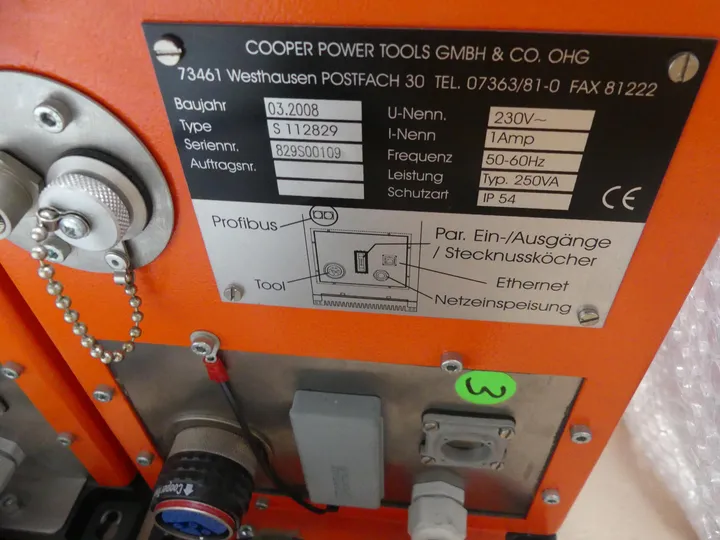 COOPER POWER TOOLS GMBH & CO. OHG
73461 Westhausen POSTFACH 30 TEL. 07363/81-0 FAX 81222
Baujahr 03.2008
Type S 112829
Seriennr. 829S00109
Auftragsnr.
U-Nenn. 230V~
I-Nenn 1Amp
Frequenz 50-60Hz
Leistung Typ. 250VA
Schutzart IP 54
CE
Profibus
Par. Ein-/Ausgänge
/ Stecknussköcher
Tool
Ethernet
Netzeinspeisung
3
Cooper